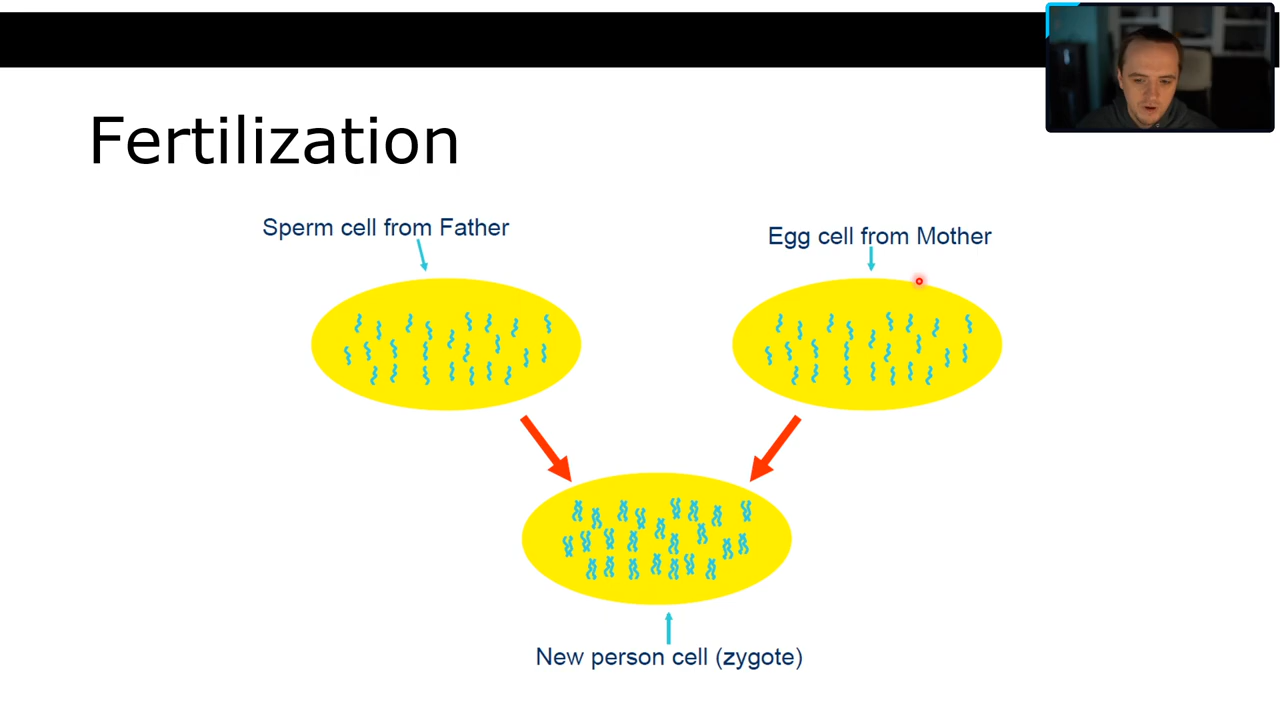 Fertilization
Sperm cell from Father
Egg cell from Mother
New person cell (zygote)